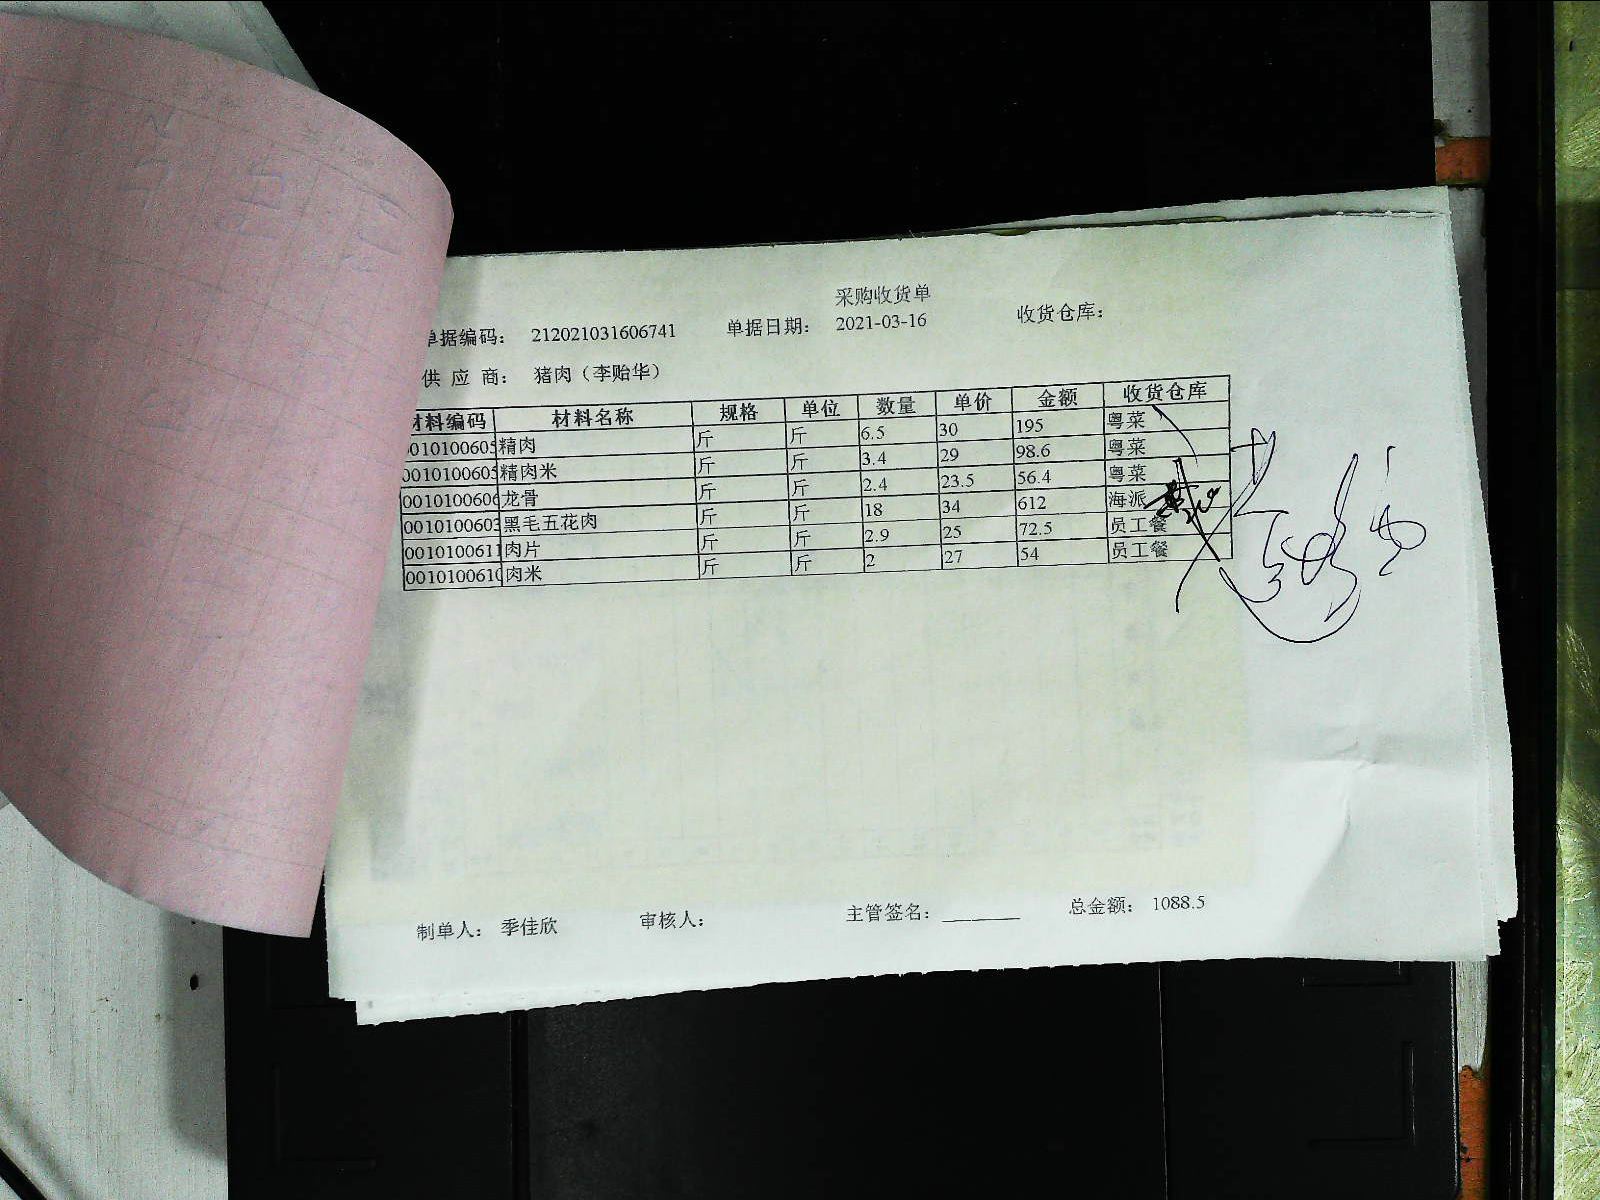 采购收货单
单据编码： 212021031606741 单据日期： 2021-03-16 收货仓库：
供 应 商： 猪肉（李贻华）
材料编码 材料名称 规格 单位 数量 单价 金额 收货仓库
0010100605 精肉 斤 斤 6.5 30 195 粤菜
0010100605 精肉米 斤 斤 3.4 29 98.6 粤菜
0010100606 龙骨 斤 斤 2.4 23.5 56.4 粤菜
0010100603 黑毛五花肉 斤 斤 18 34 612 海派
0010100611 肉片 斤 斤 2.9 25 72.5 员工餐
0010100610 肉米 斤 斤 2 27 54 员工餐
制单人： 季佳欣 审核人： 主管签名： 总金额： 1088.5